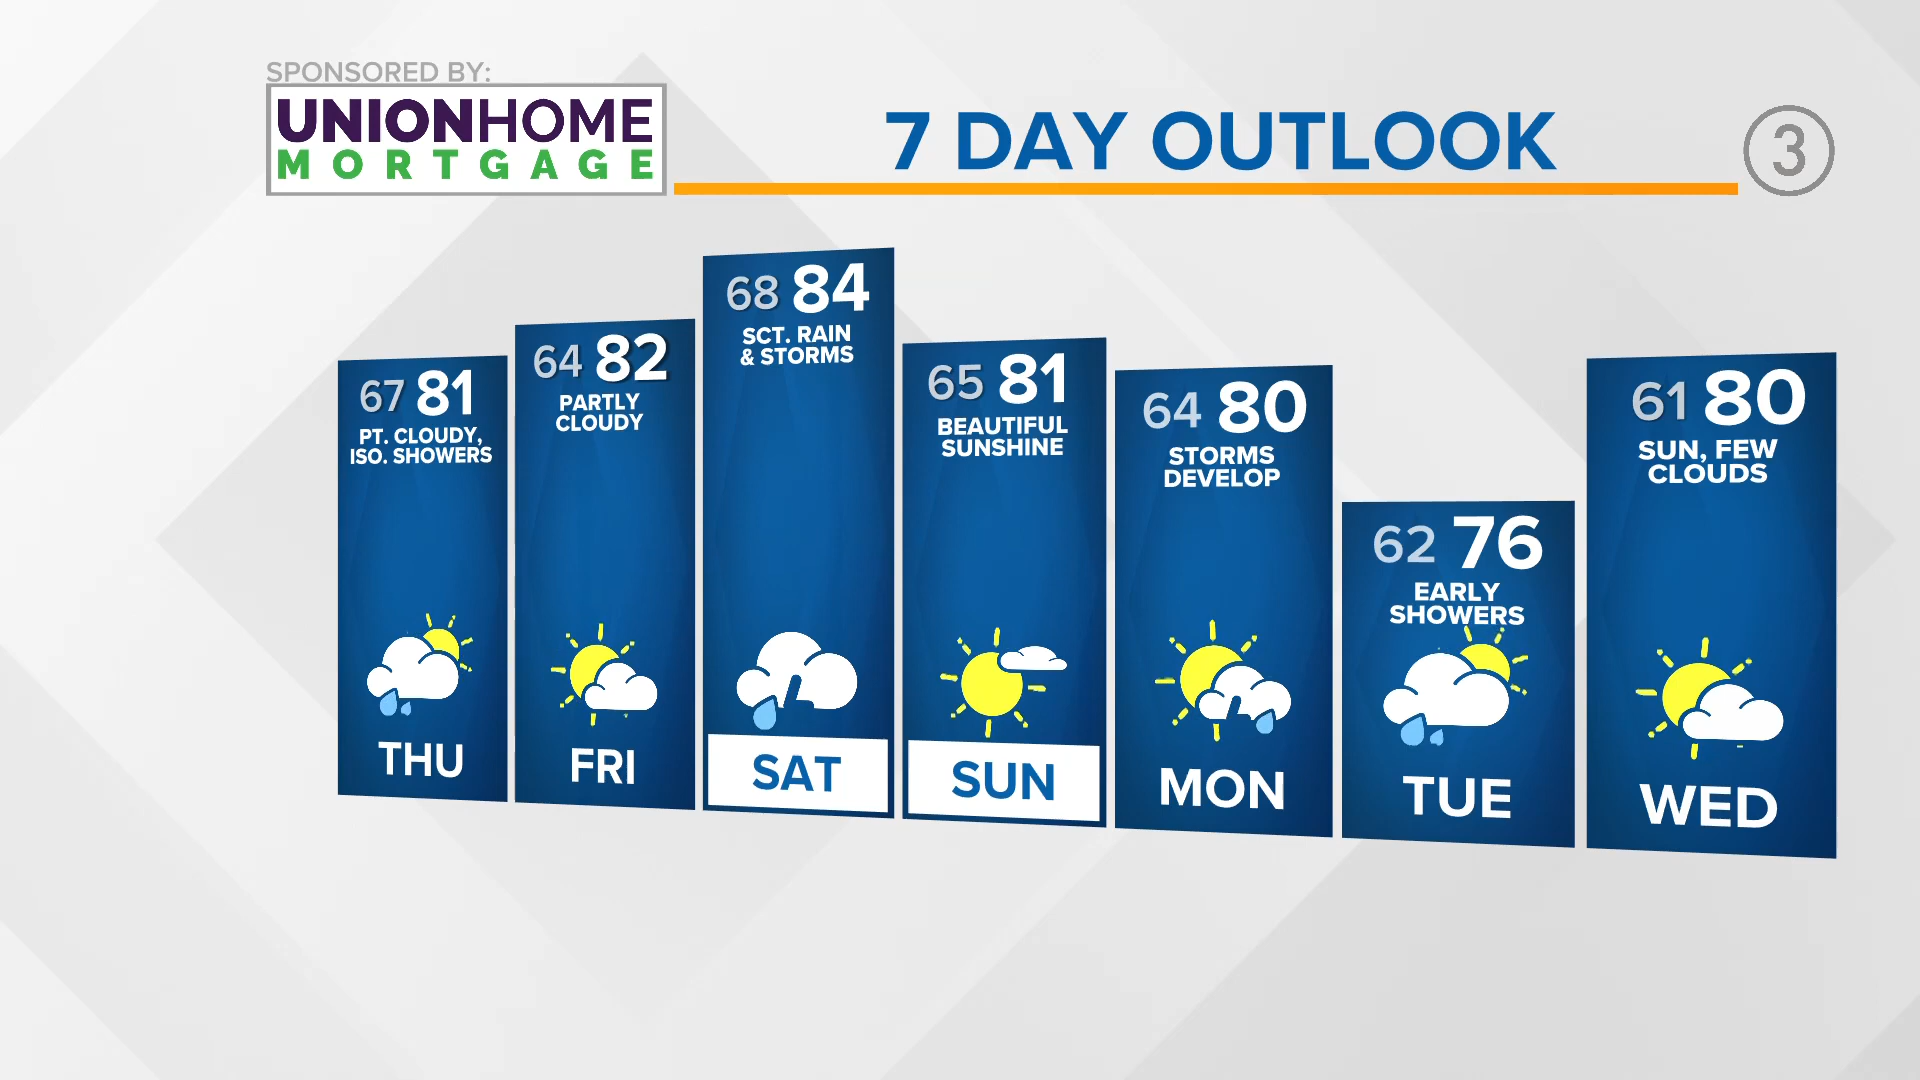 SPONSORED BY:
UNIONHOME
MORTGAGE
7 DAY OUTLOOK
3
67 81
PT. CLOUDY,
ISO. SHOWERS
THU
64 82
PARTLY
CLOUDY
FRI
68 84
SCT. RAIN
& STORMS
SAT
65 81
BEAUTIFUL
SUNSHINE
SUN
64 80
STORMS
DEVELOP
MON
62 76
EARLY
SHOWERS
TUE
61 80
SUN, FEW
CLOUDS
WED